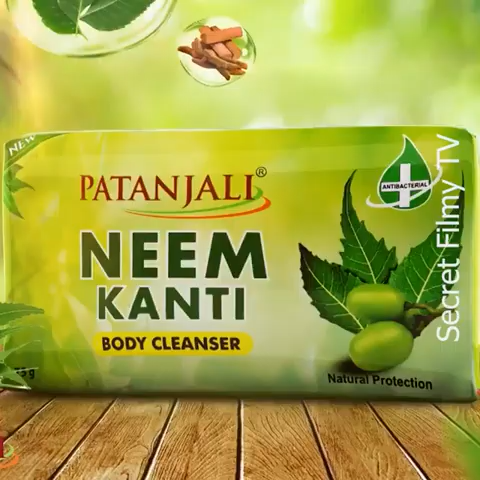 NEW
PATANJALI®
ANTIBACTERIAL
NEEM
KANTI
BODY CLEANSER
Natural Protection
Secret Filmy TV